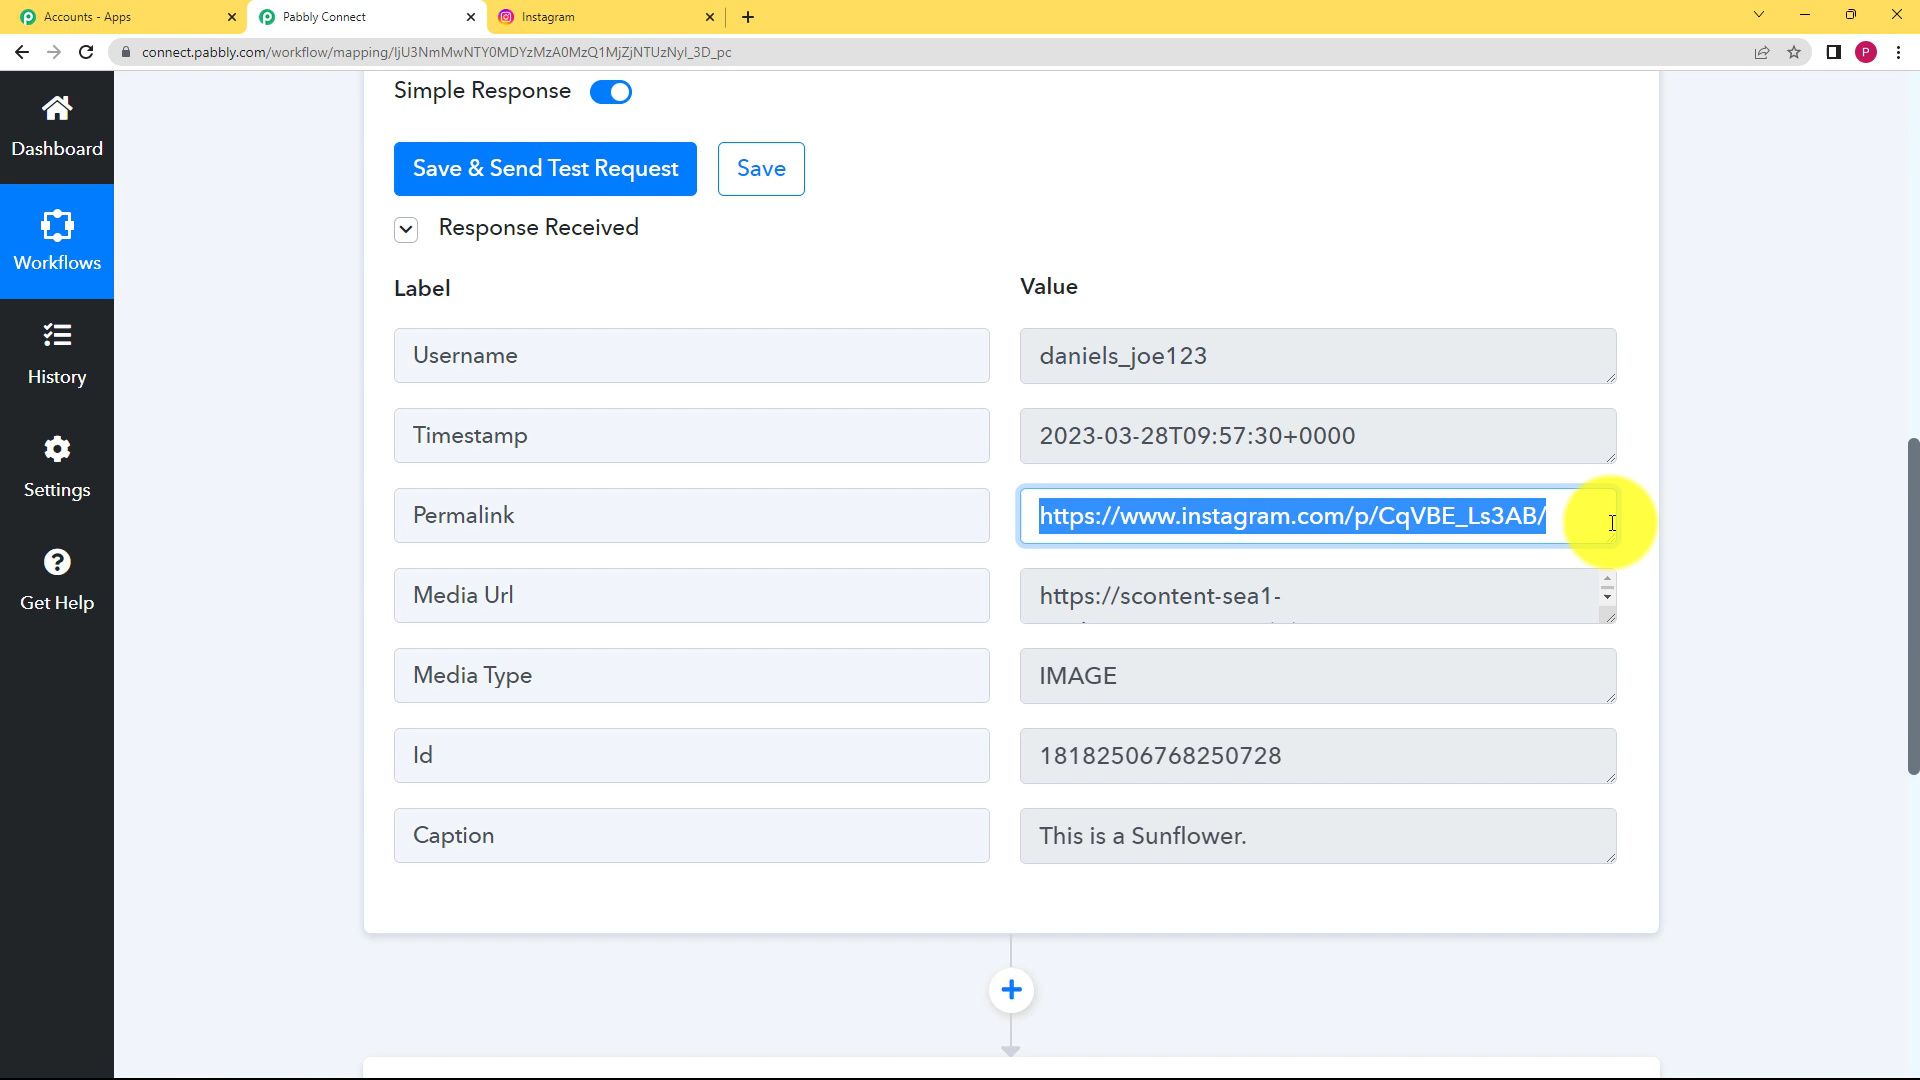 Accounts - Apps
Pabbly Connect
Instagram
connect.pabbly.com/workflow/mapping/IjU3NmMwNTY0MDYzMzA0MzQ1MjZjNTUzNyI_3D_pc
P
Dashboard
Workflows
History
Settings
Get Help
Simple Response
Save & Send Test Request
Save
Response Received
Label
Value
Username
daniels_joe123
Timestamp
2023-03-28T09:57:30+0000
Permalink
https://www.instagram.com/p/CqVBE_Ls3AB/
Media Url
https://scontent-sea1-
Media Type
IMAGE
Id
18182506768250728
Caption
This is a Sunflower.